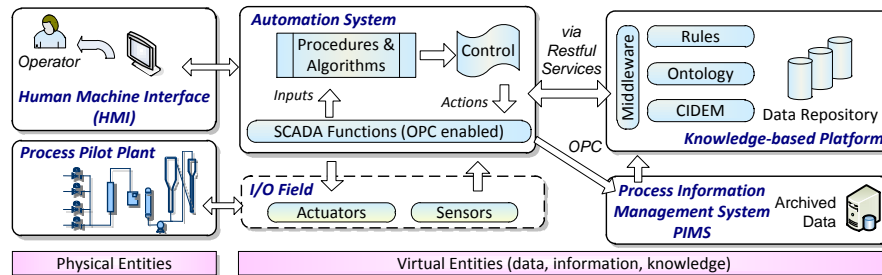 Operator
Human Machine Interface
(HMI)
Automation System
Procedures &
Algorithms
Control
Inputs
Actions
SCADA Functions (OPC enabled)
via
Restful
Services
Middleware
Rules
Ontology
CIDEM
Data Repository
Knowledge-based Platform
Process Pilot Plant
I/O Field
Actuators
Sensors
OPC
Process Information
Management System
PIMS
Archived
Data
Physical Entities
Virtual Entities (data, information, knowledge)